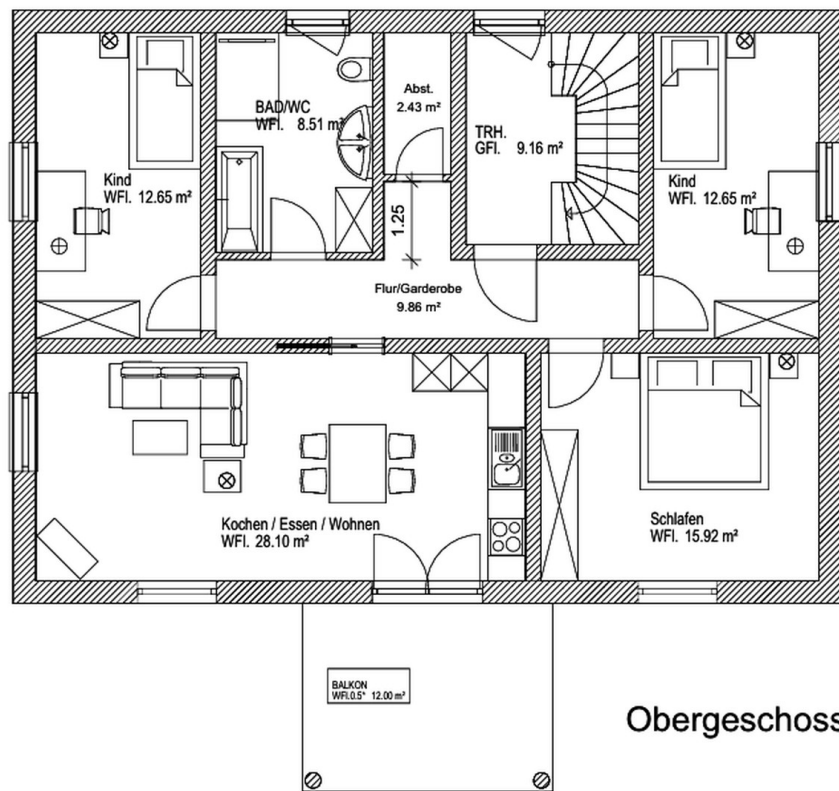 Abst.
2.43 m²
BAD/WC
WFl. 8.51 m²
TRH.
GFl. 9.16 m²
Kind
WFl. 12.65 m²
Kind
WFl. 12.65 m²
1.25
Flur/Garderobe
9.86 m²
Kochen / Essen / Wohnen
WFl. 28.10 m²
Schlafen
WFl. 15.92 m²
BALKON
WFl.0.5* 12.00 m²
Obergeschoss